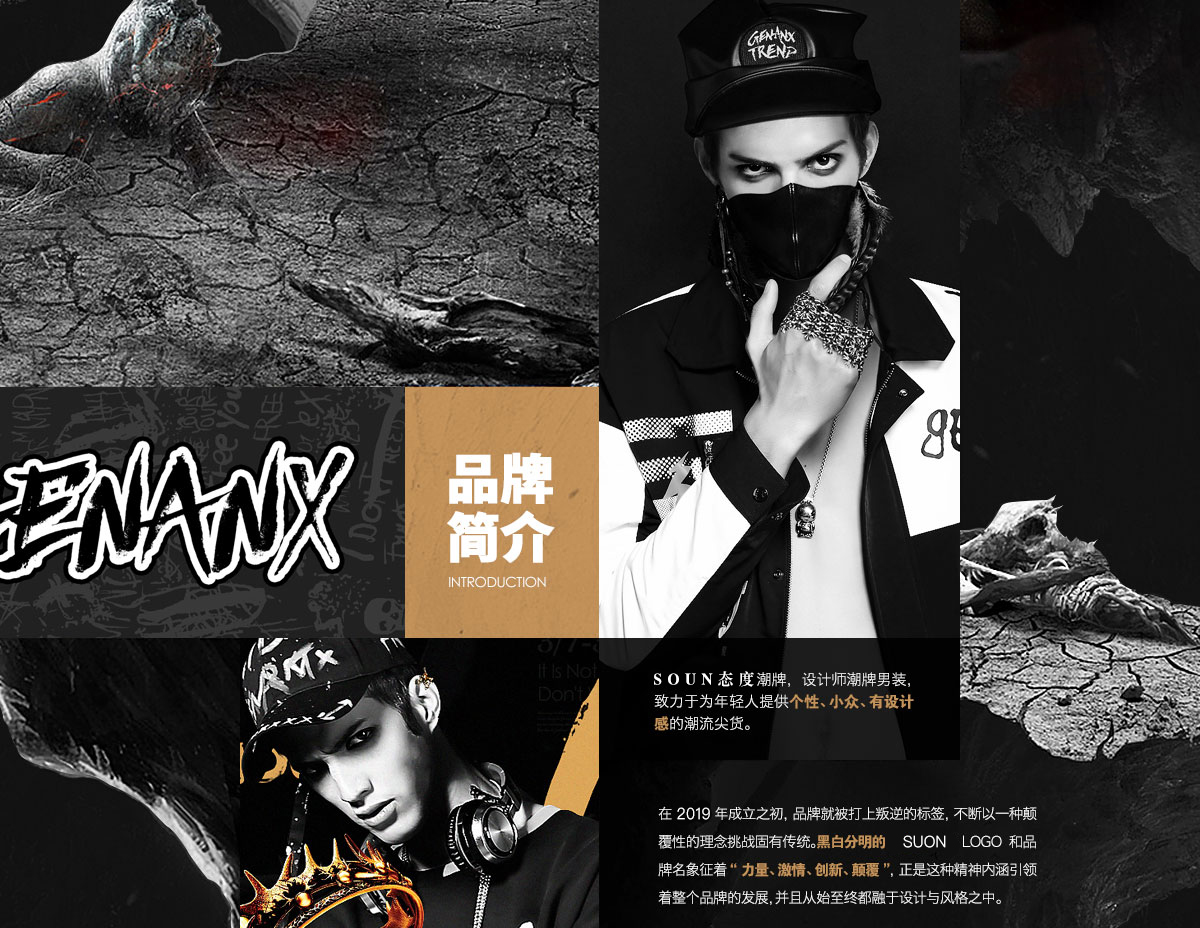 GENANX
TREND
ENANX
品牌
简介
INTRODUCTION
It Is Not
Don't
SOUN态度潮牌，设计师潮牌男装，
致力于为年轻人提供个性、小众、有设计
感的潮流尖货。
在 2019 年成立之初，品牌就被打上叛逆的标签，不断以一种颠
覆性的理念挑战固有传统。黑白分明的 SUON LOGO 和品
牌名象征着“ 力量、激情、创新、颠覆 ”，正是这种精神内涵引领
着整个品牌的发展，并且从始至终都融于设计与风格之中。